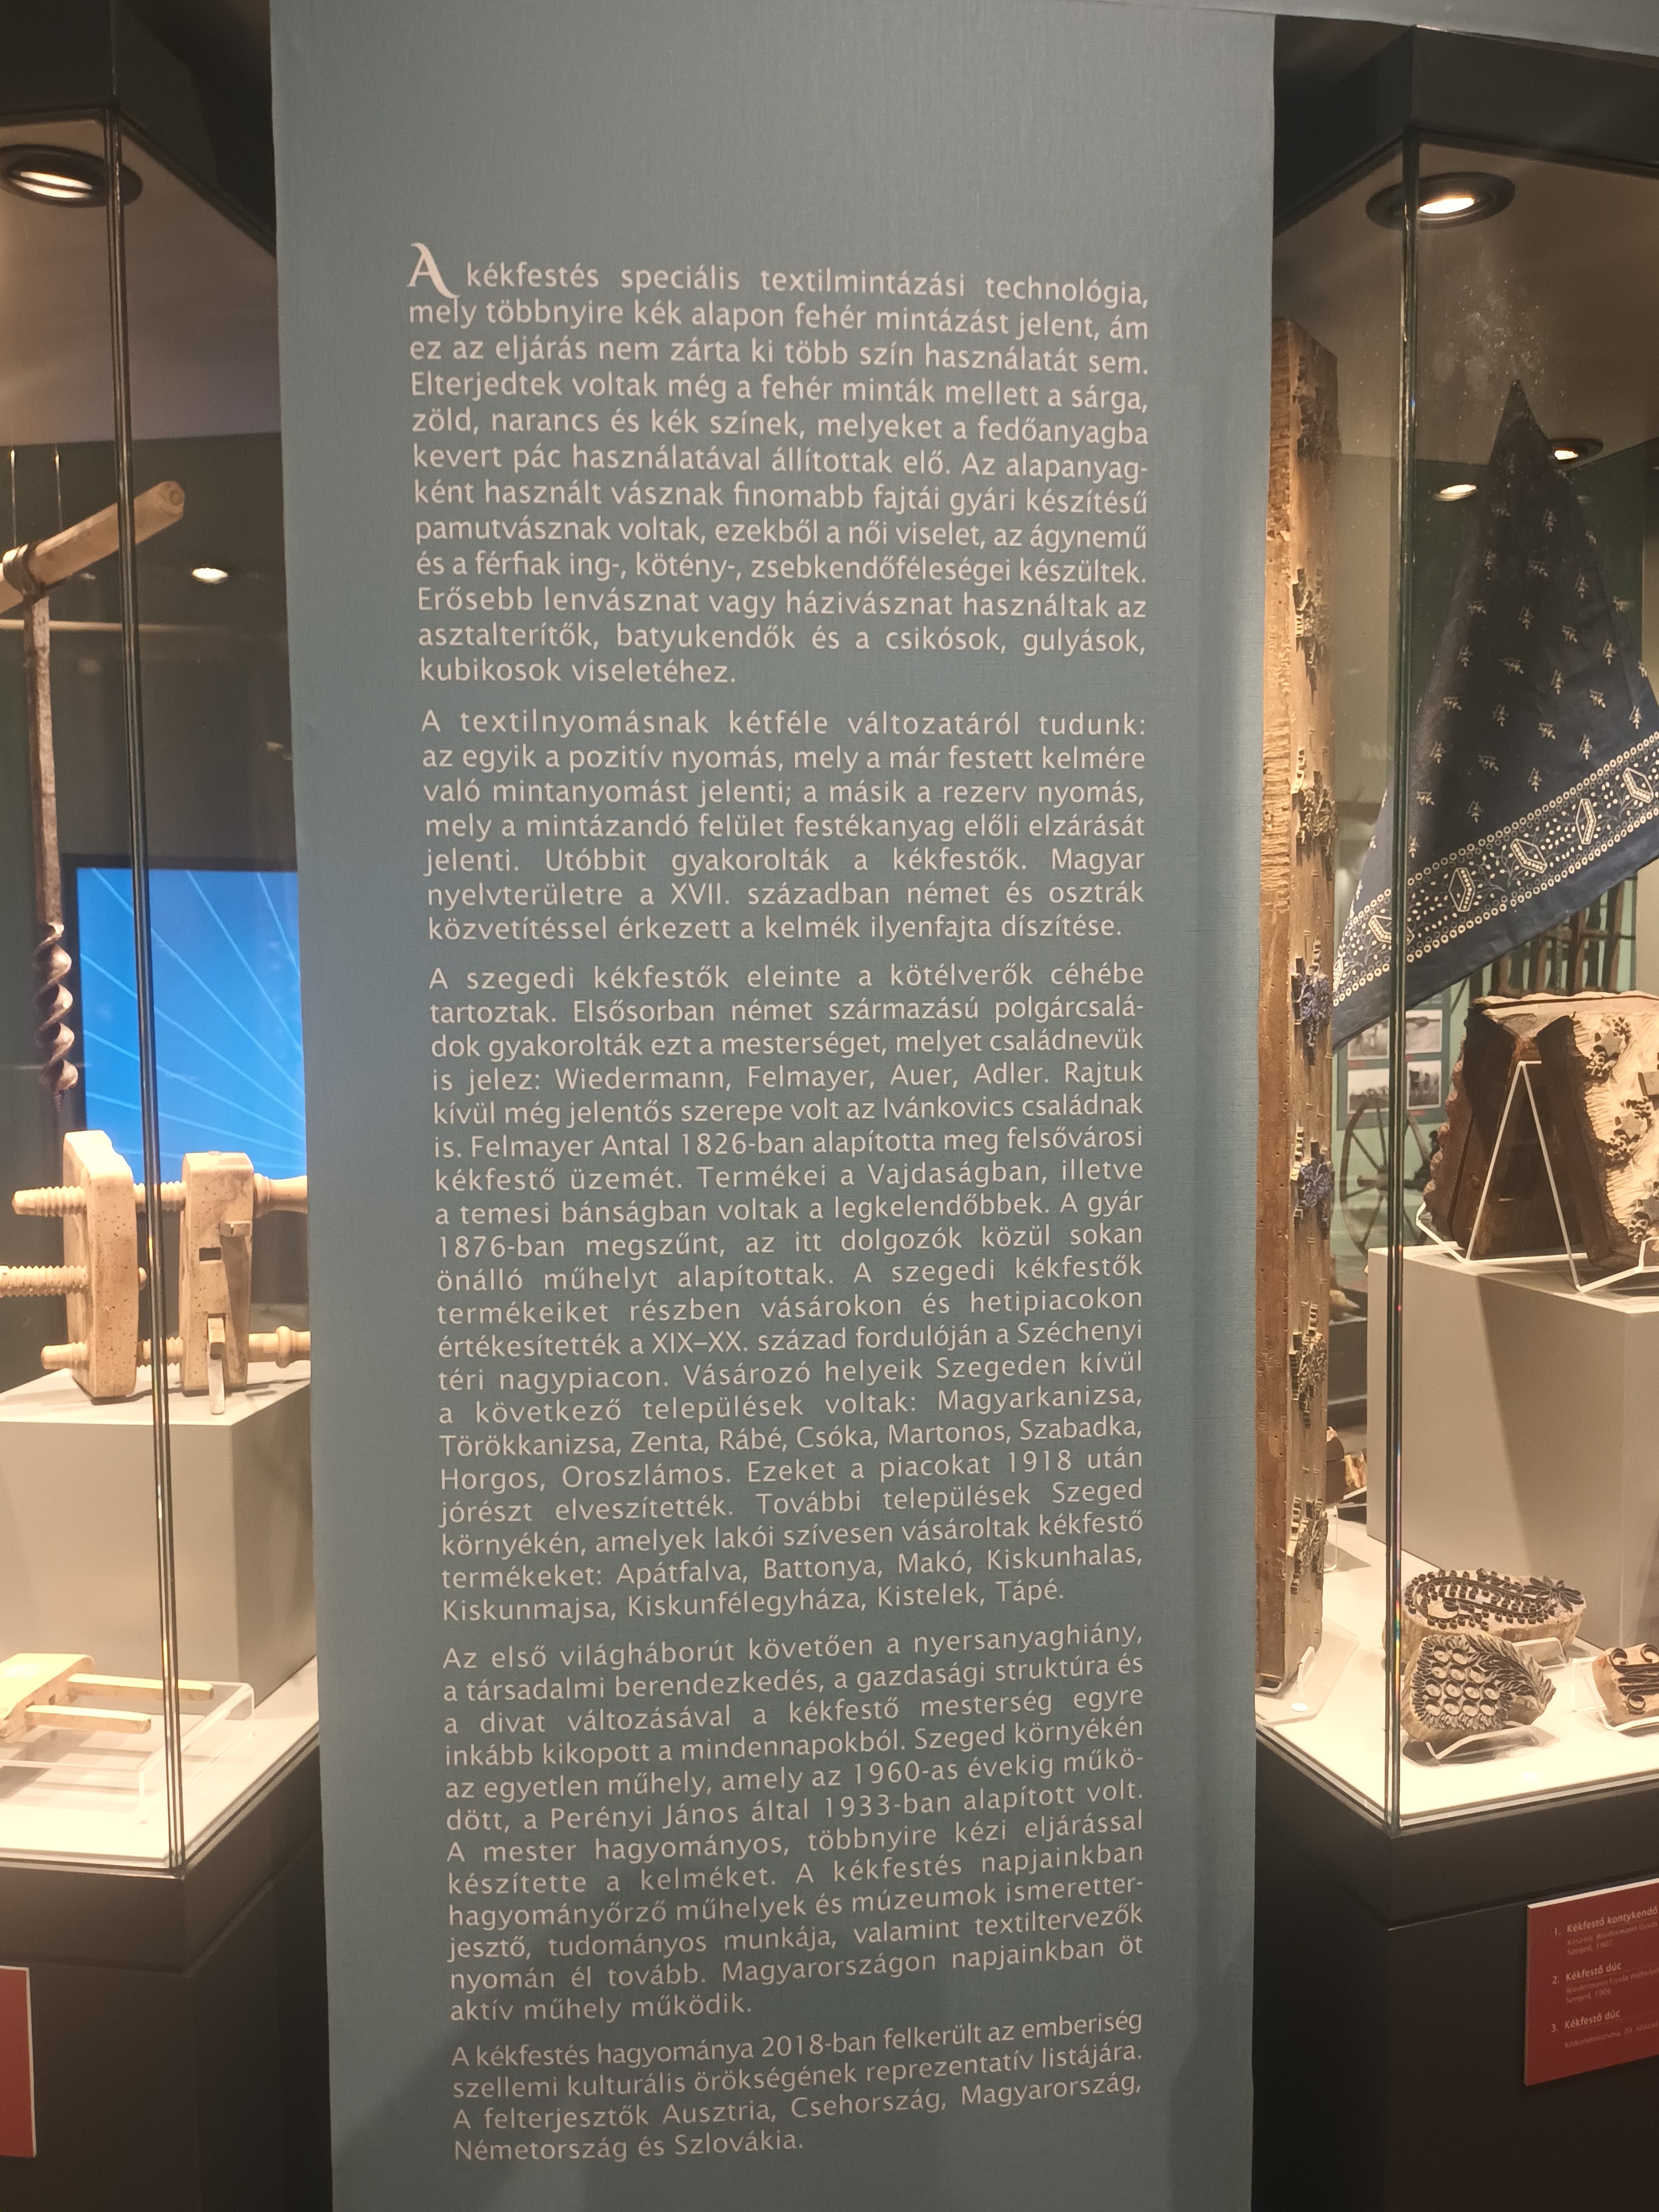 A kékfestés speciális textilmintázási technológia,
mely többnyire kék alapon fehér mintázást jelent, ám
ez az eljárás nem zárta ki több szín használatát sem.
Elterjedtek voltak még a fehér minták mellett a sárga,
zöld, narancs és kék színek, melyeket a fedőanyagba
kevert pác használatával állítottak elő. Az alapanyag-
ként használt vásznak finomabb fajtái gyári készítésű
pamutvásznak voltak, ezekből a női viselet, az ágynemű
és a férfiak ing-, kötény-, zsebkendőféleségei készültek.
Erősebb lenvásznat vagy házivásznat használtak az
asztalterítők, batyukendők és a csikósok, gulyások,
kubikosok viseletéhez.
A textilnyomásnak kétféle változatáról tudunk:
az egyik a pozitív nyomás, mely a már festett kelmére
való mintanyomást jelenti; a másik a rezerv nyomás,
mely a mintázandó felület festékanyag előli elzárását
jelenti. Utóbbit gyakorolták a kékfestők. Magyar
nyelvterületre a XVII. században német és osztrák
közvetítéssel érkezett a kelmék ilyenfajta díszítése.
A szegedi kékfestők eleinte a kötélverők céhébe
tartoztak. Elsősorban német származású polgárcsalá-
dok gyakorolták ezt a mesterséget, melyet családnevük
is jelez: Wiedermann, Felmayer, Auer, Adler. Rajtuk
kívül még jelentős szerepe volt az Ivánkovics családnak
is. Felmayer Antal 1826-ban alapította meg felsővárosi
kékfestő üzemét. Termékei a Vajdaságban, illetve
a temesi bánságban voltak a legkelendőbbek. A gyár
1876-ban megszűnt, az itt dolgozók közül sokan
önálló műhelyt alapítottak. A szegedi kékfestők
termékeiket részben vásárokon és hetipiacokon
értékesítették a XIX–XX. század fordulóján a Széchenyi
téri nagypiacon. Vásározó helyeik Szegeden kívül
a következő települések voltak: Magyarkanizsa,
Törökkanizsa, Zenta, Rábé, Csóka, Martonos, Szabadka,
Horgos, Oroszlámos. Ezeket a piacokat 1918 után
jórészt elveszítették. További települések Szeged
környékén, amelyek lakói szívesen vásároltak kékfestő
termékeket: Apátfalva, Battonya, Makó, Kiskunhalas,
Kiskunmajsa, Kiskunfélegyháza, Kistelek, Tápé.
Az első világháborút követően a nyersanyaghiány,
a társadalmi berendezkedés, a gazdasági struktúra és
a divat változásával a kékfestő mesterség egyre
inkább kikopott a mindennapokból. Szeged környékén
az egyetlen műhely, amely az 1960-as évekig műkö-
dött, a Perényi János által 1933-ban alapított volt.
A mester hagyományos, többnyire kézi eljárással
készítette a kelméket. A kékfestés napjainkban
hagyományőrző műhelyek és múzeumok ismeretter-
jesztő, tudományos munkája, valamint textiltervezők
nyomán él tovább. Magyarországon napjainkban öt
aktív műhely működik.
A kékfestés hagyománya 2018-ban felkerült az emberiség
szellemi kulturális örökségének reprezentatív listájára.
A felterjesztők Ausztria, Csehország, Magyarország,
Németország és Szlovákia.
1. Kékfestő kontykendő
Szeged, 1902
2. Kékfestő dúc
Szeged, 1906
3. Kékfestő dúc